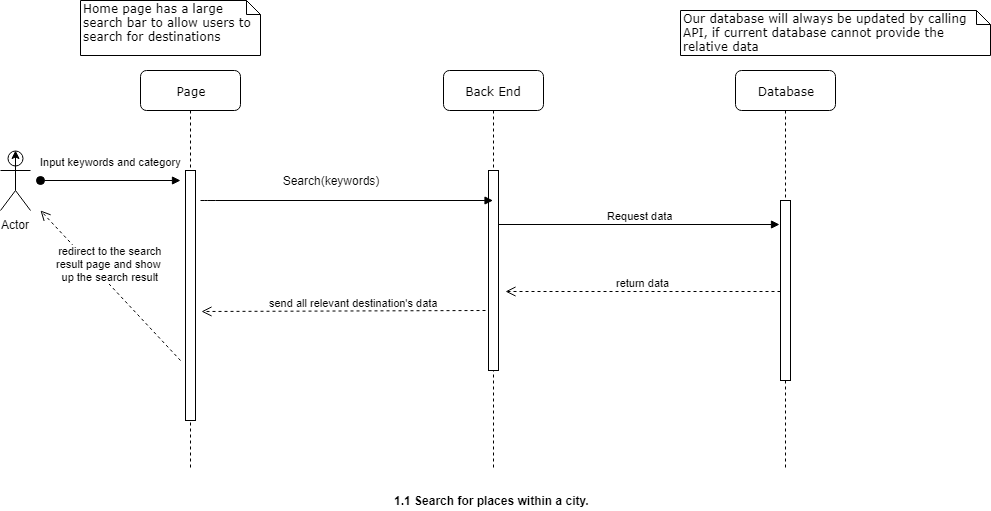 Home page has a large
search bar to allow users to
search for destinations
Our database will always be updated by calling
API, if current database cannot provide the
relative data
Page
Back End
Database
Input keywords and category
Search(keywords)
Request data
Actor
redirect to the search
result page and show
up the search result
return data
send all relevant destination's data
1.1 Search for places within a city.